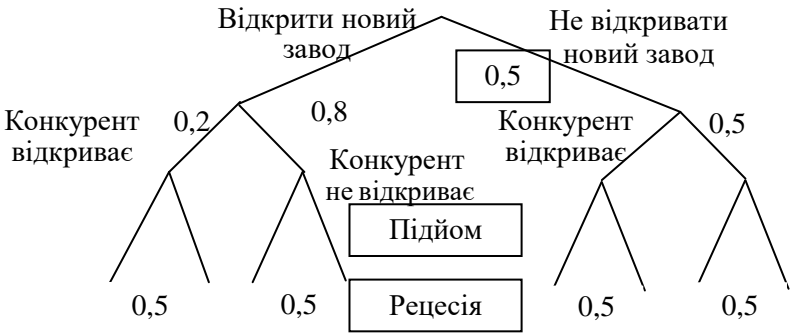 Відкрити новий
завод
Не відкривати
новий завод
0,5
Конкурент
відкриває
0,2
0,8
Конкурент
не відкриває
Конкурент
відкриває
0,5
Підйом
0,5
0,5
Рецесія
0,5
0,5